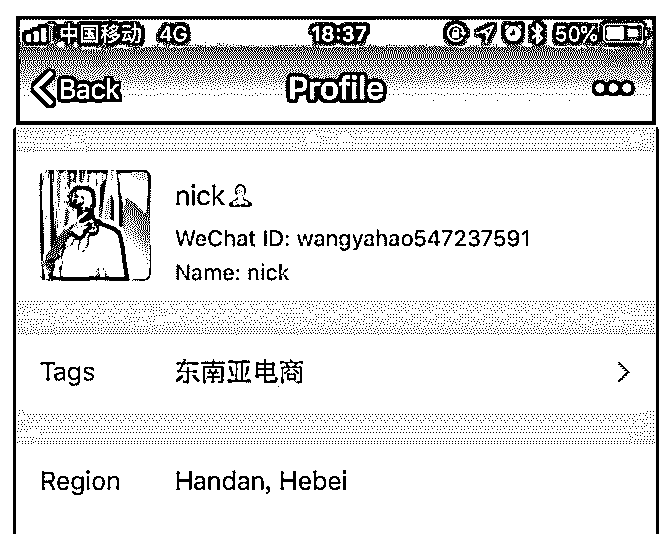 中国移动 4G 18:37 50%
Back Profile
nick
WeChat ID: wangyahao547237591
Name: nick
Tags 东南亚电商
Region Handan, Hebei